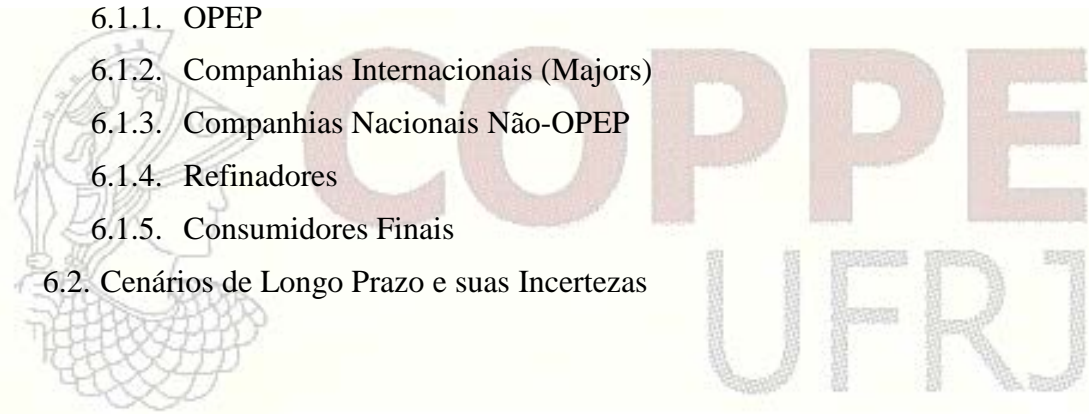 6.1.1. OPEP
6.1.2. Companhias Internacionais (Majors)
6.1.3. Companhias Nacionais Não-OPEP
6.1.4. Refinadores
6.1.5. Consumidores Finais
6.2. Cenários de Longo Prazo e suas Incertezas
COPPE
UFRJ